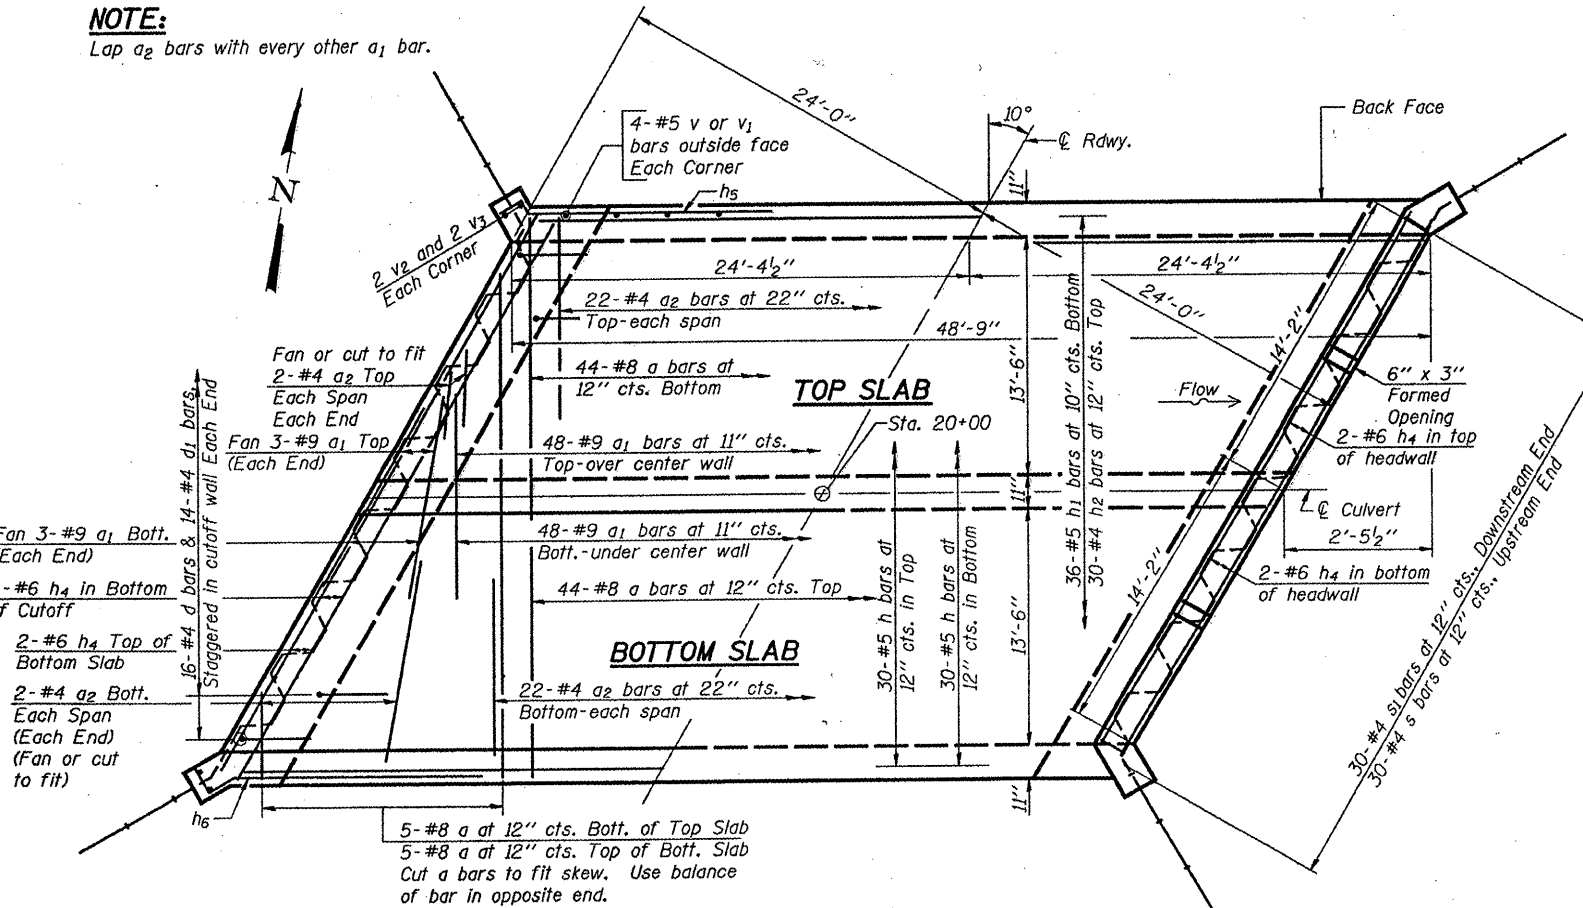 NOTE:
Lap a2 bars with every other a1 bar.
N
4-#5 v or v1
bars outside face
Each Corner
h5
24'-0"
10°
℄ Rdwy.
11"
Back Face
2 v2 and 2 v3
Each Corner
24'-4½"
24'-4½"
22-#4 a2 bars at 22" cts.
Top-each span
24'-0"
48'-9"
Fan or cut to fit
2-#4 a2 Top
Each Span
Each End
44-#8 a bars at
12" cts. Bottom
TOP SLAB
13'-6"
36-#5 h1 bars at 10" cts. Bottom
30-#4 h2 bars at 12" cts. Top
14'-2"
Flow
6" x 3"
Formed
Opening
Sta. 20+00
2-#6 h4 in top
of headwall
Fan 3-#9 a1 Top
(Each End)
48-#9 a1 bars at 11" cts.
Top-over center wall
16-#4 d bars & 14-#4 d1 bars,
Staggered in cutoff wall Each End
11"
℄ Culvert
2'-5½"
Fan 3-#9 a1 Bott.
Each End)
48-#9 a1 bars at 11" cts.
Bott.-under center wall
-#6 h4 in Bottom
f Cutoff
44-#8 a bars at 12" cts. Top
30-#5 h bars at
12" cts. in Top
30-#5 h bars at
12" cts. in Bottom
13'-6"
14'-2"
2-#6 h4 in bottom
of headwall
2-#6 h4 Top of
Bottom Slab
BOTTOM SLAB
2-#4 a2 Bott.
Each Span
(Each End)
(Fan or cut
to fit)
22-#4 a2 bars at 22" cts.
Bottom-each span
30-#4 s1 bars at 12" cts., Downstream End
30-#4 s bars at 12" cts., Upstream End
h6
11"
5-#8 a at 12" cts. Bott. of Top Slab
5-#8 a at 12" cts. Top of Bott. Slab
Cut a bars to fit skew. Use balance
of bar in opposite end.